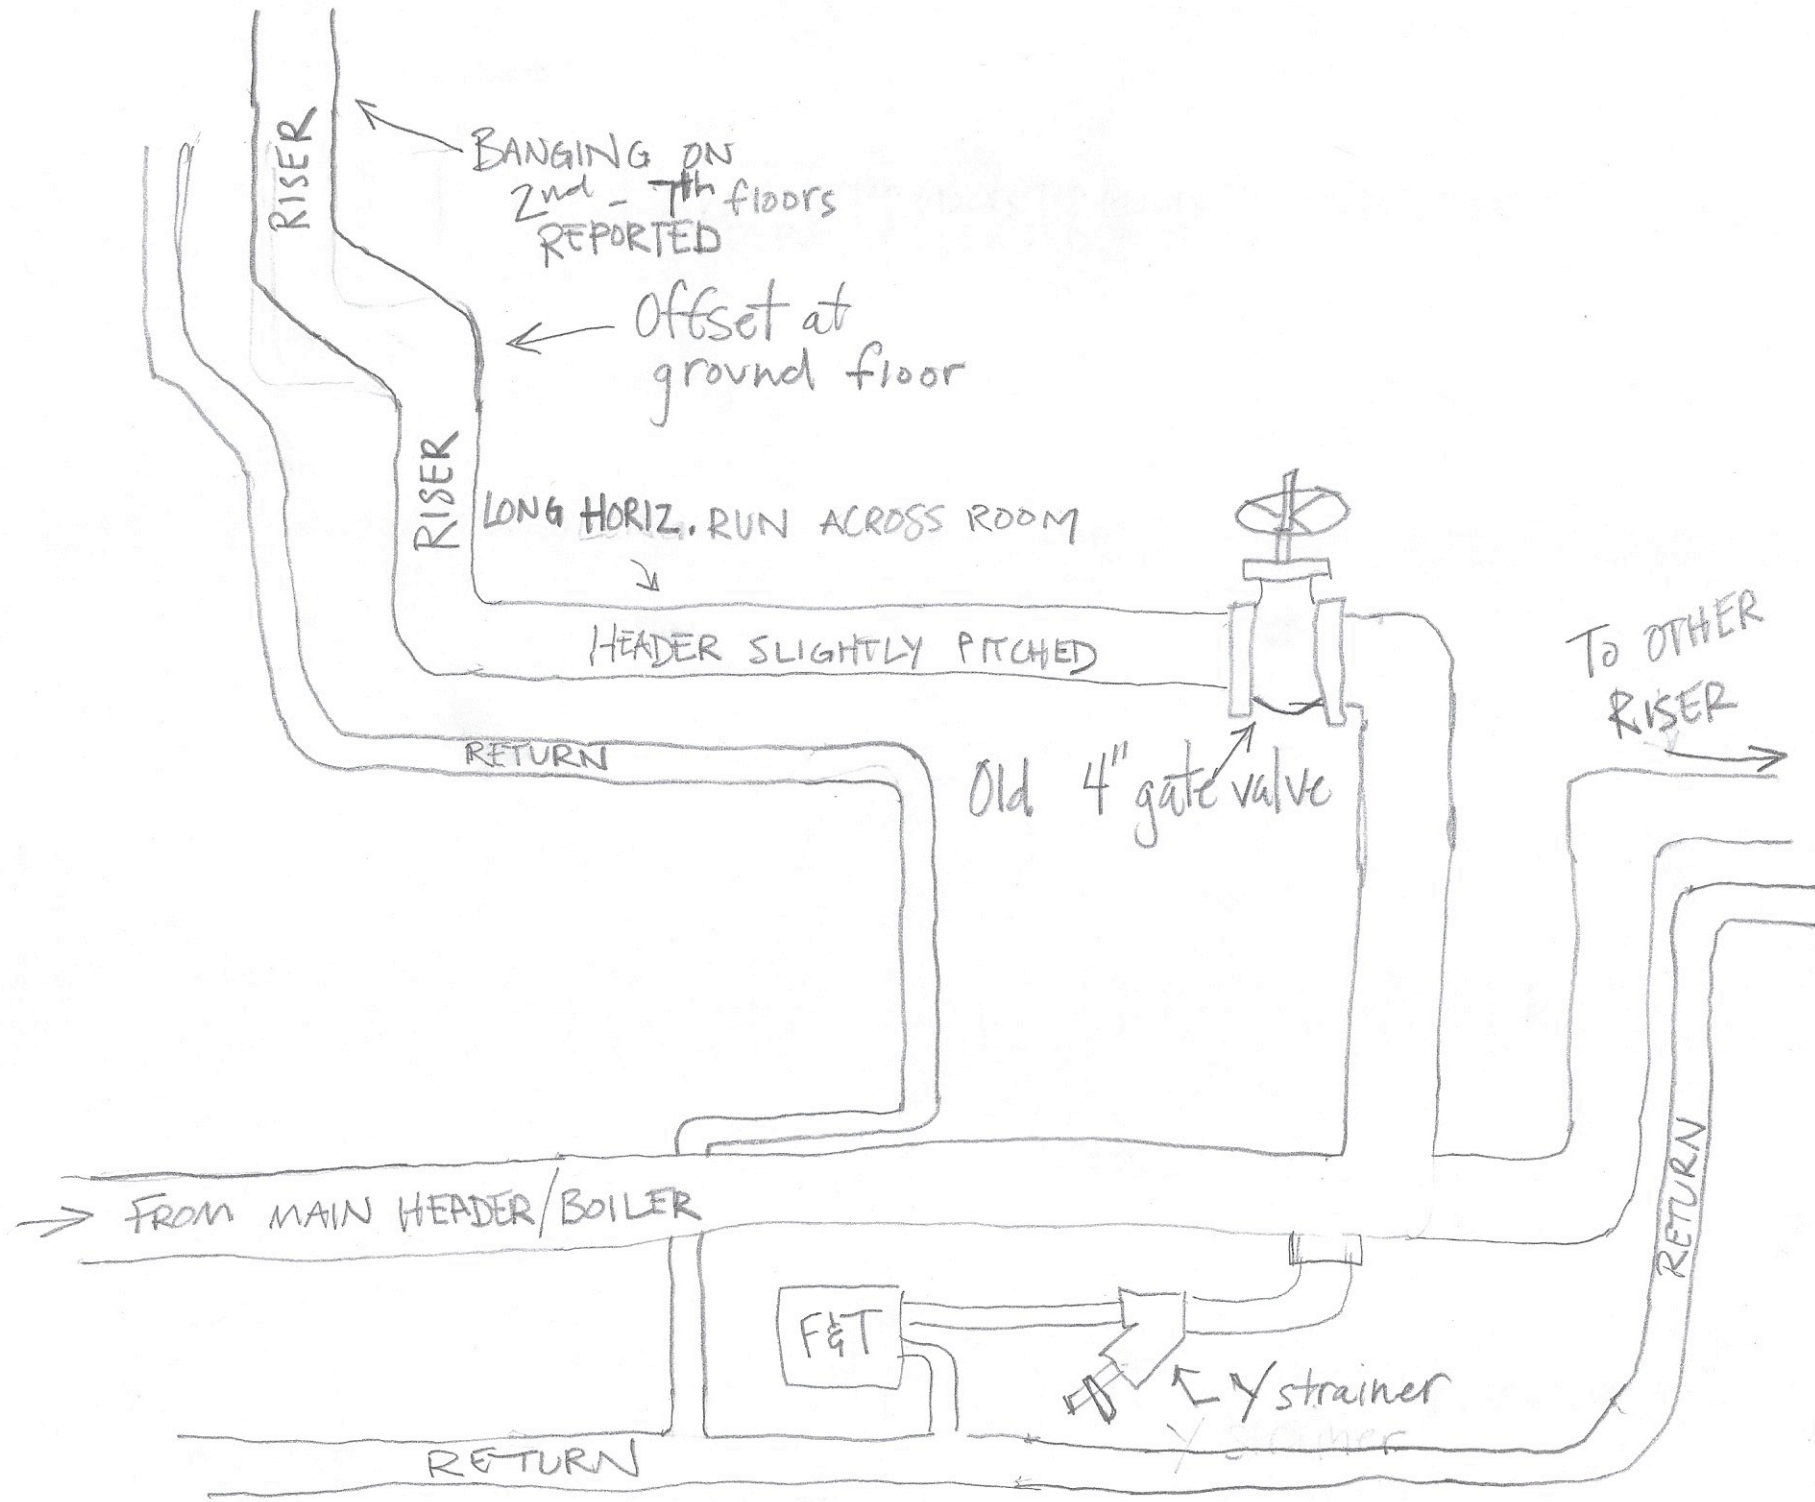 RISER
BANGING ON
2nd - 7th floors
REPORTED
Offset at
ground floor
RISER
LONG HORIZ. RUN ACROSS ROOM
HEADER SLIGHTLY PITCHED
TO OTHER
RISER
RETURN
Old 4" gate valve
RETURN
FROM MAIN HEADER/BOILER
F&T
Y strainer
Y strainer
RETURN